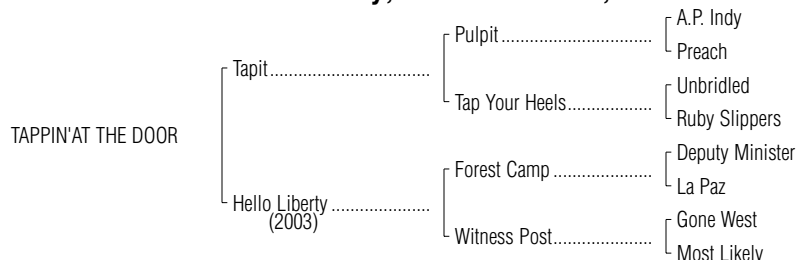 A.P. Indy
Pulpit
Preach
Tapit
Unbridled
Tap Your Heels
Ruby Slippers
TAPPIN'AT THE DOOR
Deputy Minister
Forest Camp
La Paz
Hello Liberty
(2003)
Gone West
Witness Post
Most Likely